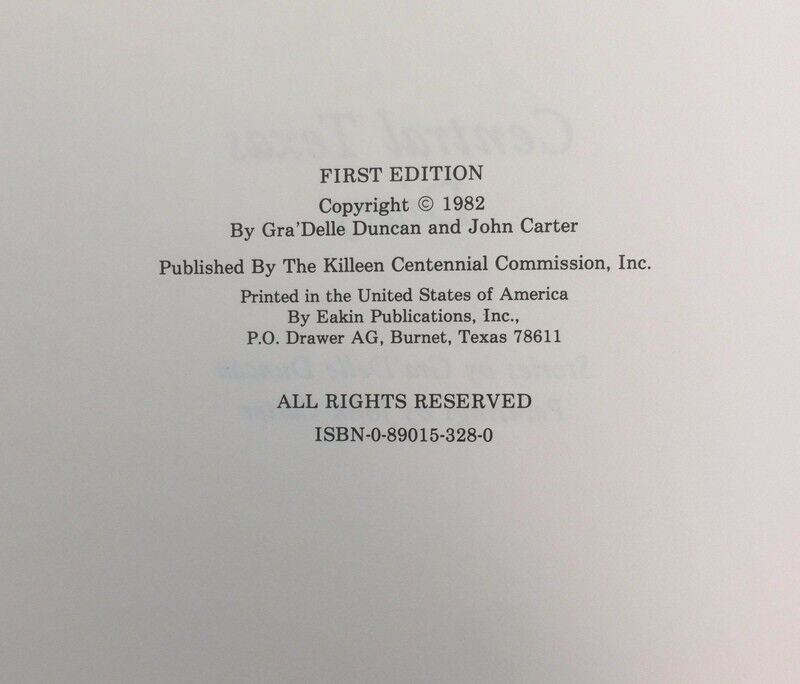 FIRST EDITION
Copyright © 1982
By Gra'Delle Duncan and John Carter
Published By The Killeen Centennial Commission, Inc.
Printed in the United States of America
By Eakin Publications, Inc.,
P.O. Drawer AG, Burnet, Texas 78611
ALL RIGHTS RESERVED
ISBN-0-89015-328-0